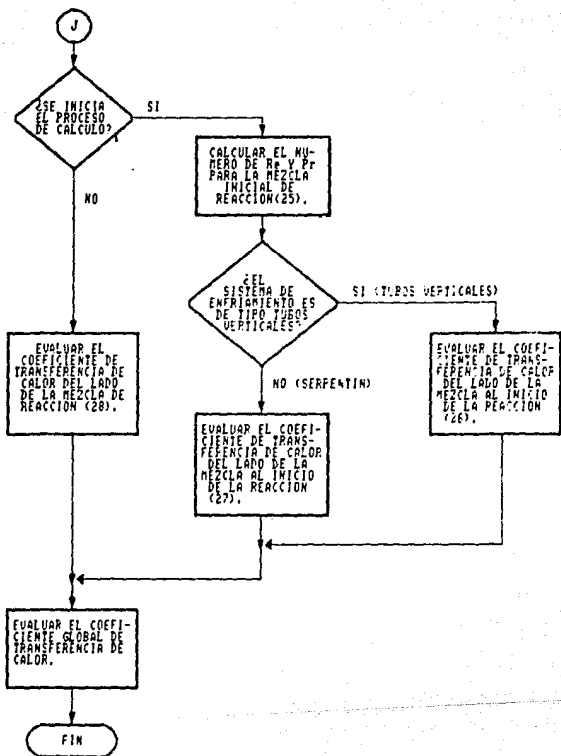 J
¿SE INICIA
EL PROCESO
DE CALCULO?
SI
NO
CALCULAR EL NU-
MERO DE Re Y Pr
PARA LA MEZCLA
INICIAL DE
REACCION(25).
¿EL
SISTEMA DE
ENFRIAMIENTO ES
DE TIPO TUBOS
VERTICALES?
SI (TUBOS VERTICALES)
NO (SERPENTIN)
EVALUAR EL
COEFICIENTE DE
TRANSFERENCIA DE
CALOR DEL LADO
DE LA MEZCLA DE
REACCION (28).
EVALUAR EL COEFI-
CIENTE DE TRANS-
FERENCIA DE CALOR
DEL LADO DE LA
MEZCLA AL INICIO
DE LA REACCION
(27).
EVALUAR EL COEFI-
CIENTE DE TRANS-
FERENCIA DE CALOR
DEL LADO DE LA
MEZCLA AL INICIO
DE LA REACCION
(26).
EVALUAR EL COEFI-
CIENTE GLOBAL DE
TRANSFERENCIA DE
CALOR.
FIN